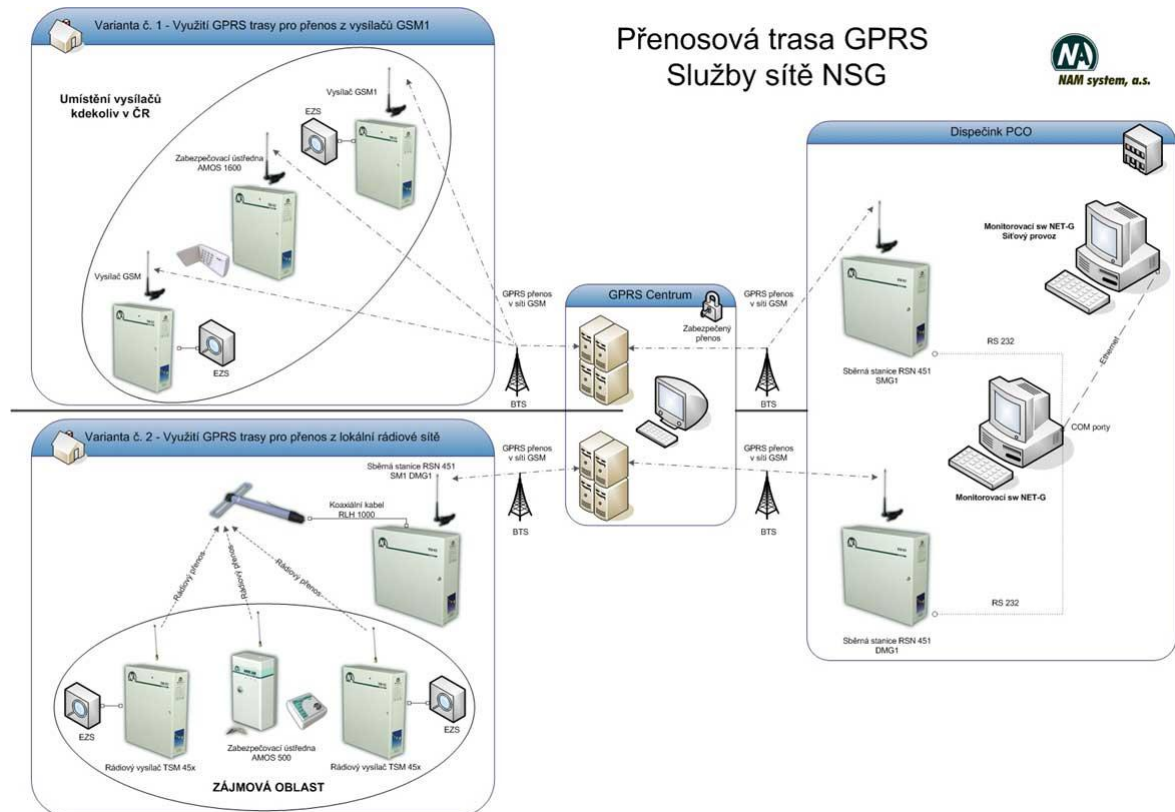 Varianta č. 1 - Využití GPRS trasy pro přenos z vysílačů GSM1
Umístění vysílačů
kdekoliv v ČR
Vysílač GSM1
EZS
Zabezpečovací ústředna
AMOS 1600
Vysílač GSM
EZS
Přenosová trasa GPRS
Služby sítě NSG
NA
NAM system, a.s.
GPRS přenos
v síti GSM
BTS
GPRS Centrum
Zabezpečený
přenos
GPRS přenos
v síti GSM
BTS
Dispečink PCO
Monitorovací sw NET-G
Síťový provoz
Sběrná stanice RSN 451
SMG1
RS 232
Ethernet
COM porty
Monitorovací sw NET-G
Sběrná stanice RSN 451
DMG1
RS 232
Varianta č. 2 - Využití GPRS trasy pro přenos z lokální rádiové sítě
Sběrná stanice RSN 451
SM1 DMG1
Koaxiální kabel
RLH 1000
GPRS přenos
v síti GSM
BTS
GPRS přenos
v síti GSM
BTS
Rádiový přenos
Rádiový přenos
Rádiový přenos
EZS
Rádiový vysílač TSM 45x
Zabezpečovací ústředna
AMOS 500
Rádiový vysílač TSM 45x
EZS
ZÁJMOVÁ OBLAST